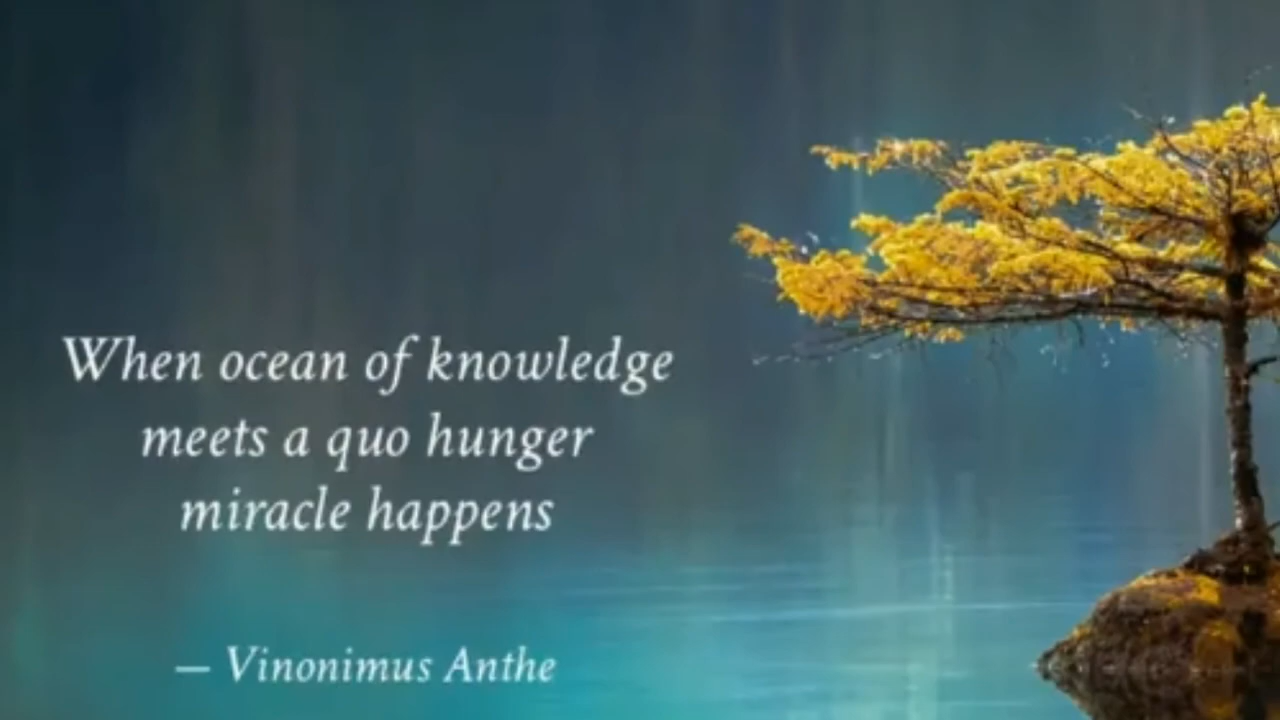 When ocean of knowledge
meets a quo hunger
miracle happens
— Vinonimus Anthe